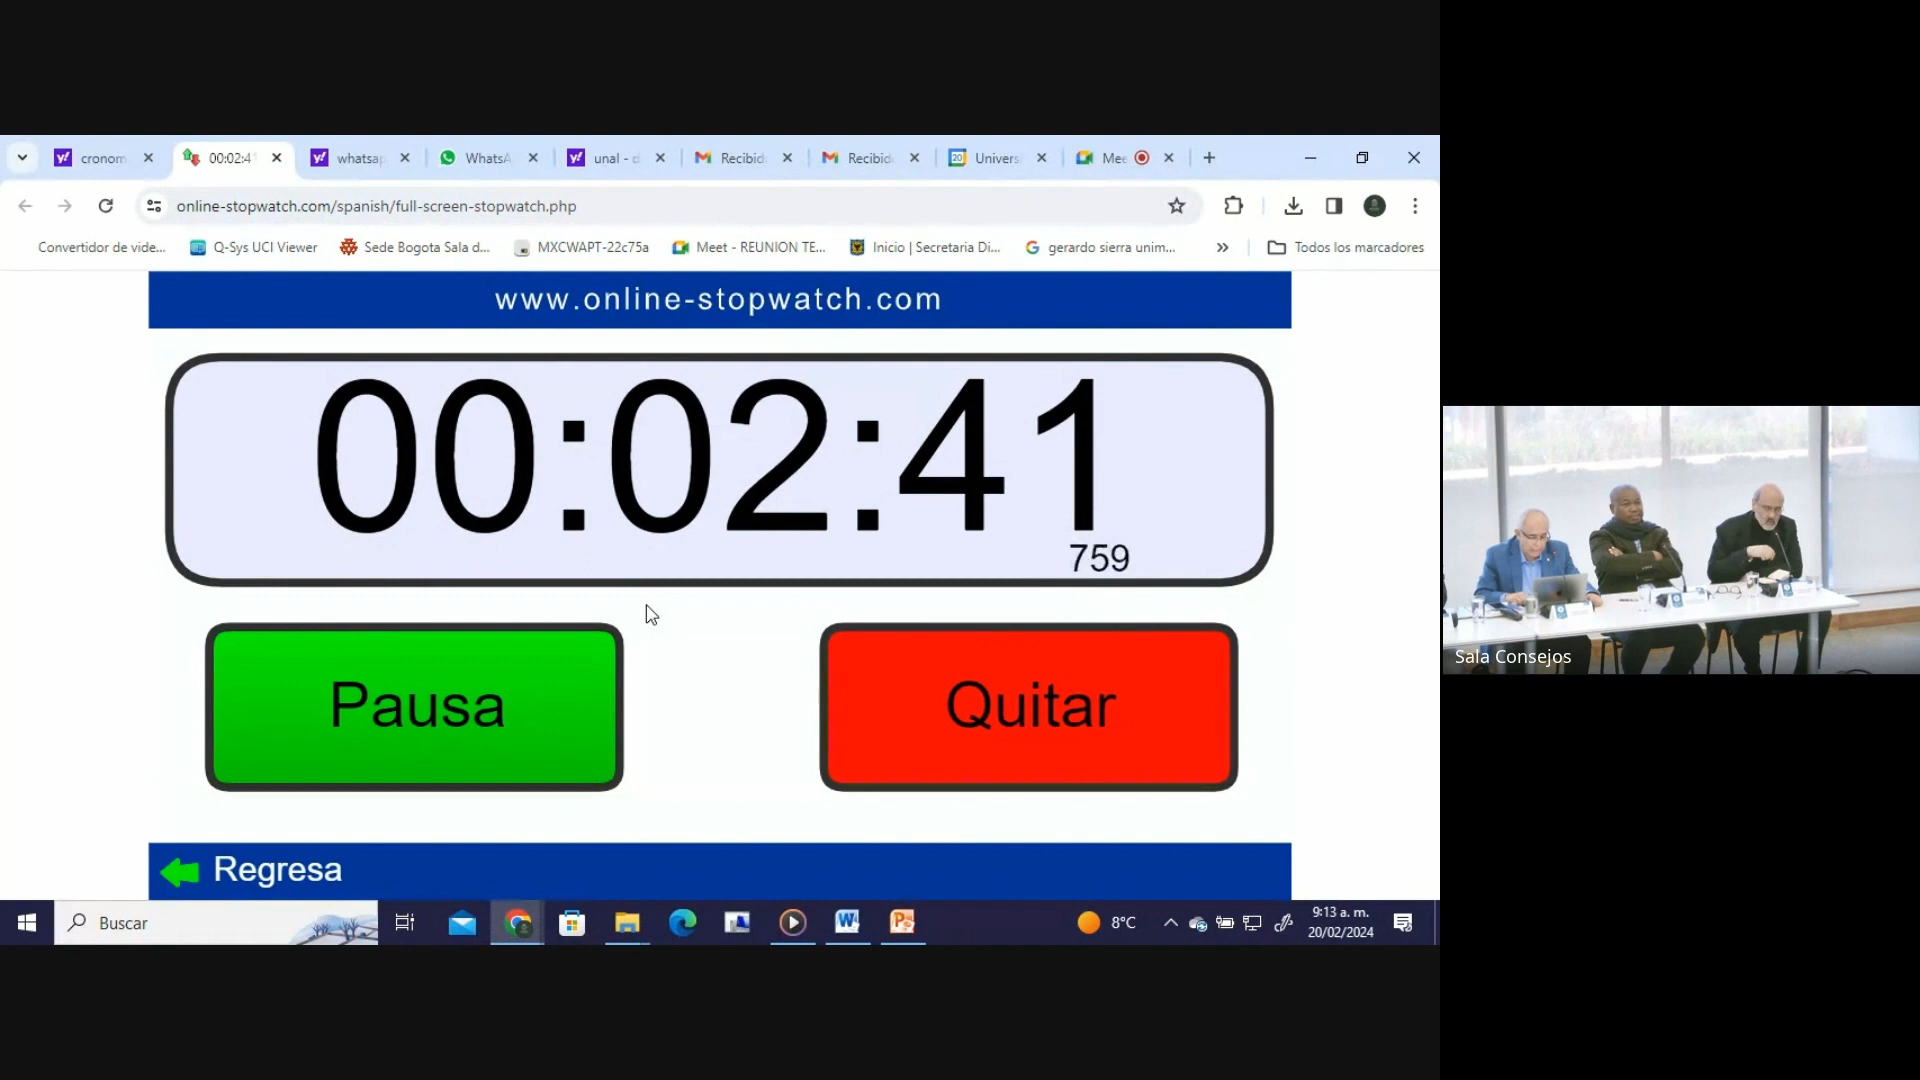 cronom
00:02:41
whatsap
WhatsA
unal - d
Recibid
Recibid
Univers
Mee
online-stopwatch.com/spanish/full-screen-stopwatch.php
Convertidor de vide...
Q-Sys UCI Viewer
Sede Bogota Sala d...
MXCWAPT-22c75a
Meet - REUNION TE...
Inicio | Secretaria Di...
gerardo sierra unim...
Todos los marcadores
www.online-stopwatch.com
00:02:41
759
Pausa
Quitar
Regresa
Buscar
8°C
9:13 a. m.
20/02/2024
Sala Consejos